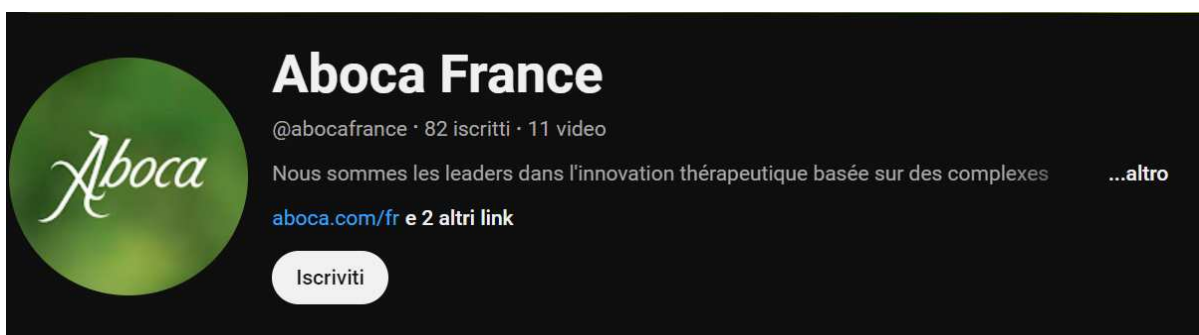 Aboca
Aboca France
@abocafrance · 82 iscritti · 11 video
Nous sommes les leaders dans l'innovation thérapeutique basée sur des complexes ...altro
aboca.com/fr e 2 altri link
Iscriviti